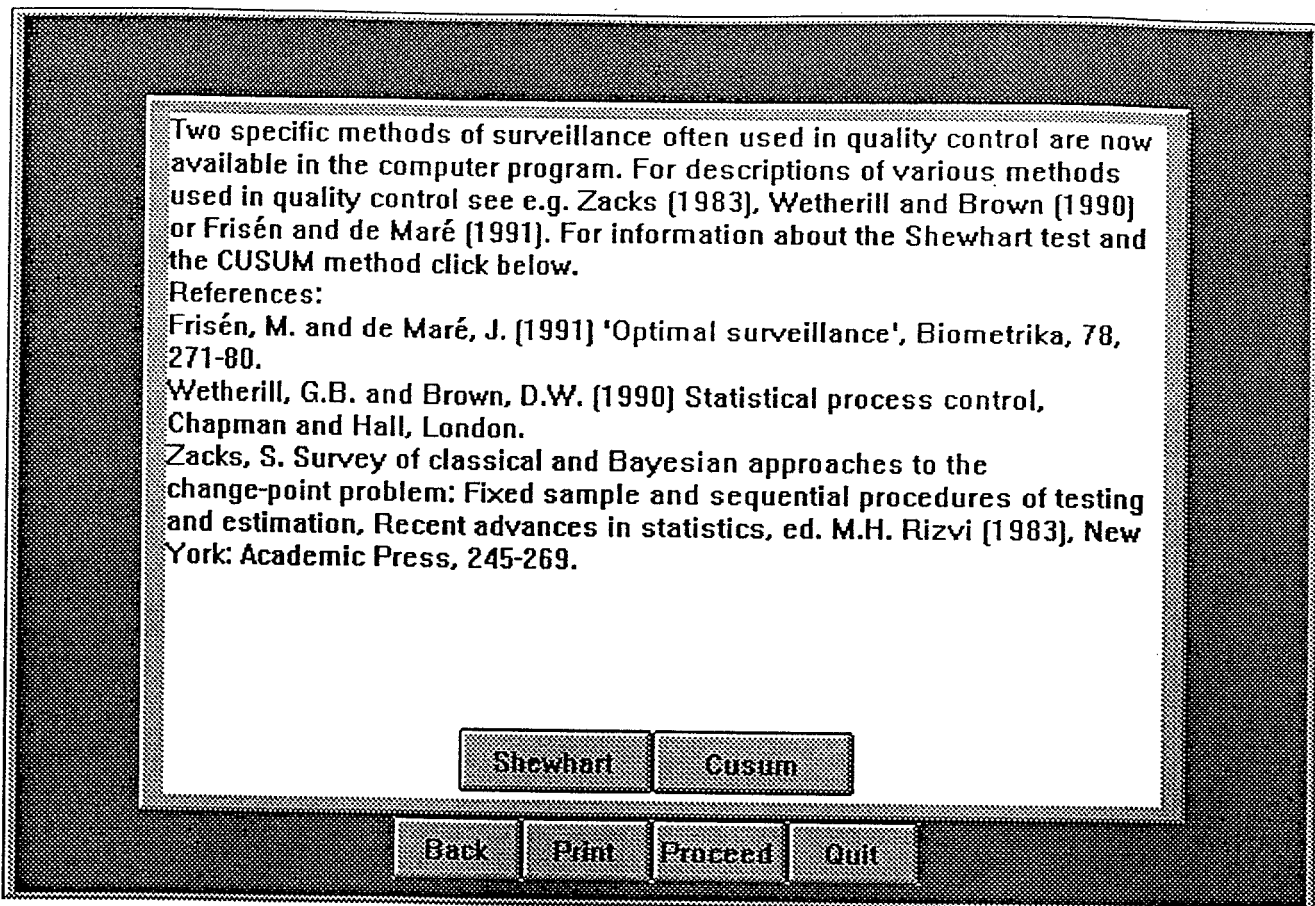 Two specific methods of surveillance often used in quality control are now
available in the computer program. For descriptions of various methods
used in quality control see e.g. Zacks (1983), Wetherill and Brown (1990)
or Frisén and de Maré (1991). For information about the Shewhart test and
the CUSUM method click below.
References:
Frisén, M. and de Maré, J. (1991) 'Optimal surveillance', Biometrika, 78,
271-80.
Wetherill, G.B. and Brown, D.W. (1990) Statistical process control,
Chapman and Hall, London.
Zacks, S. Survey of classical and Bayesian approaches to the
change-point problem: Fixed sample and sequential procedures of testing
and estimation, Recent advances in statistics, ed. M.H. Rizvi (1983), New
York: Academic Press, 245-269.
Shewhart Cusum
Back Print Proceed Quit